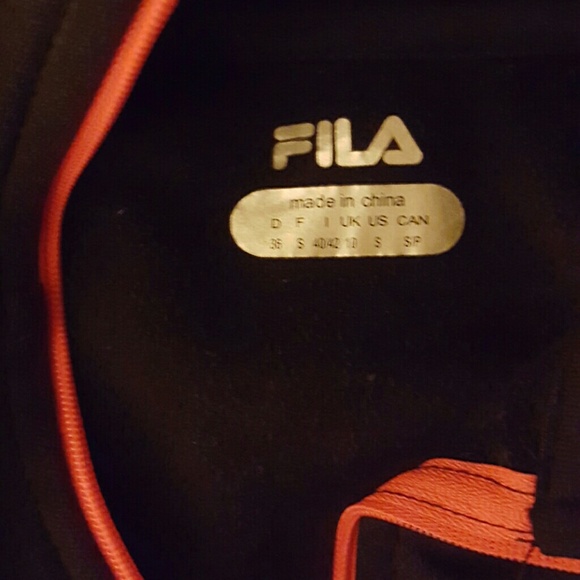 FILA
made in china
D F I UK US CAN
36 S 40/42 10 S S/P